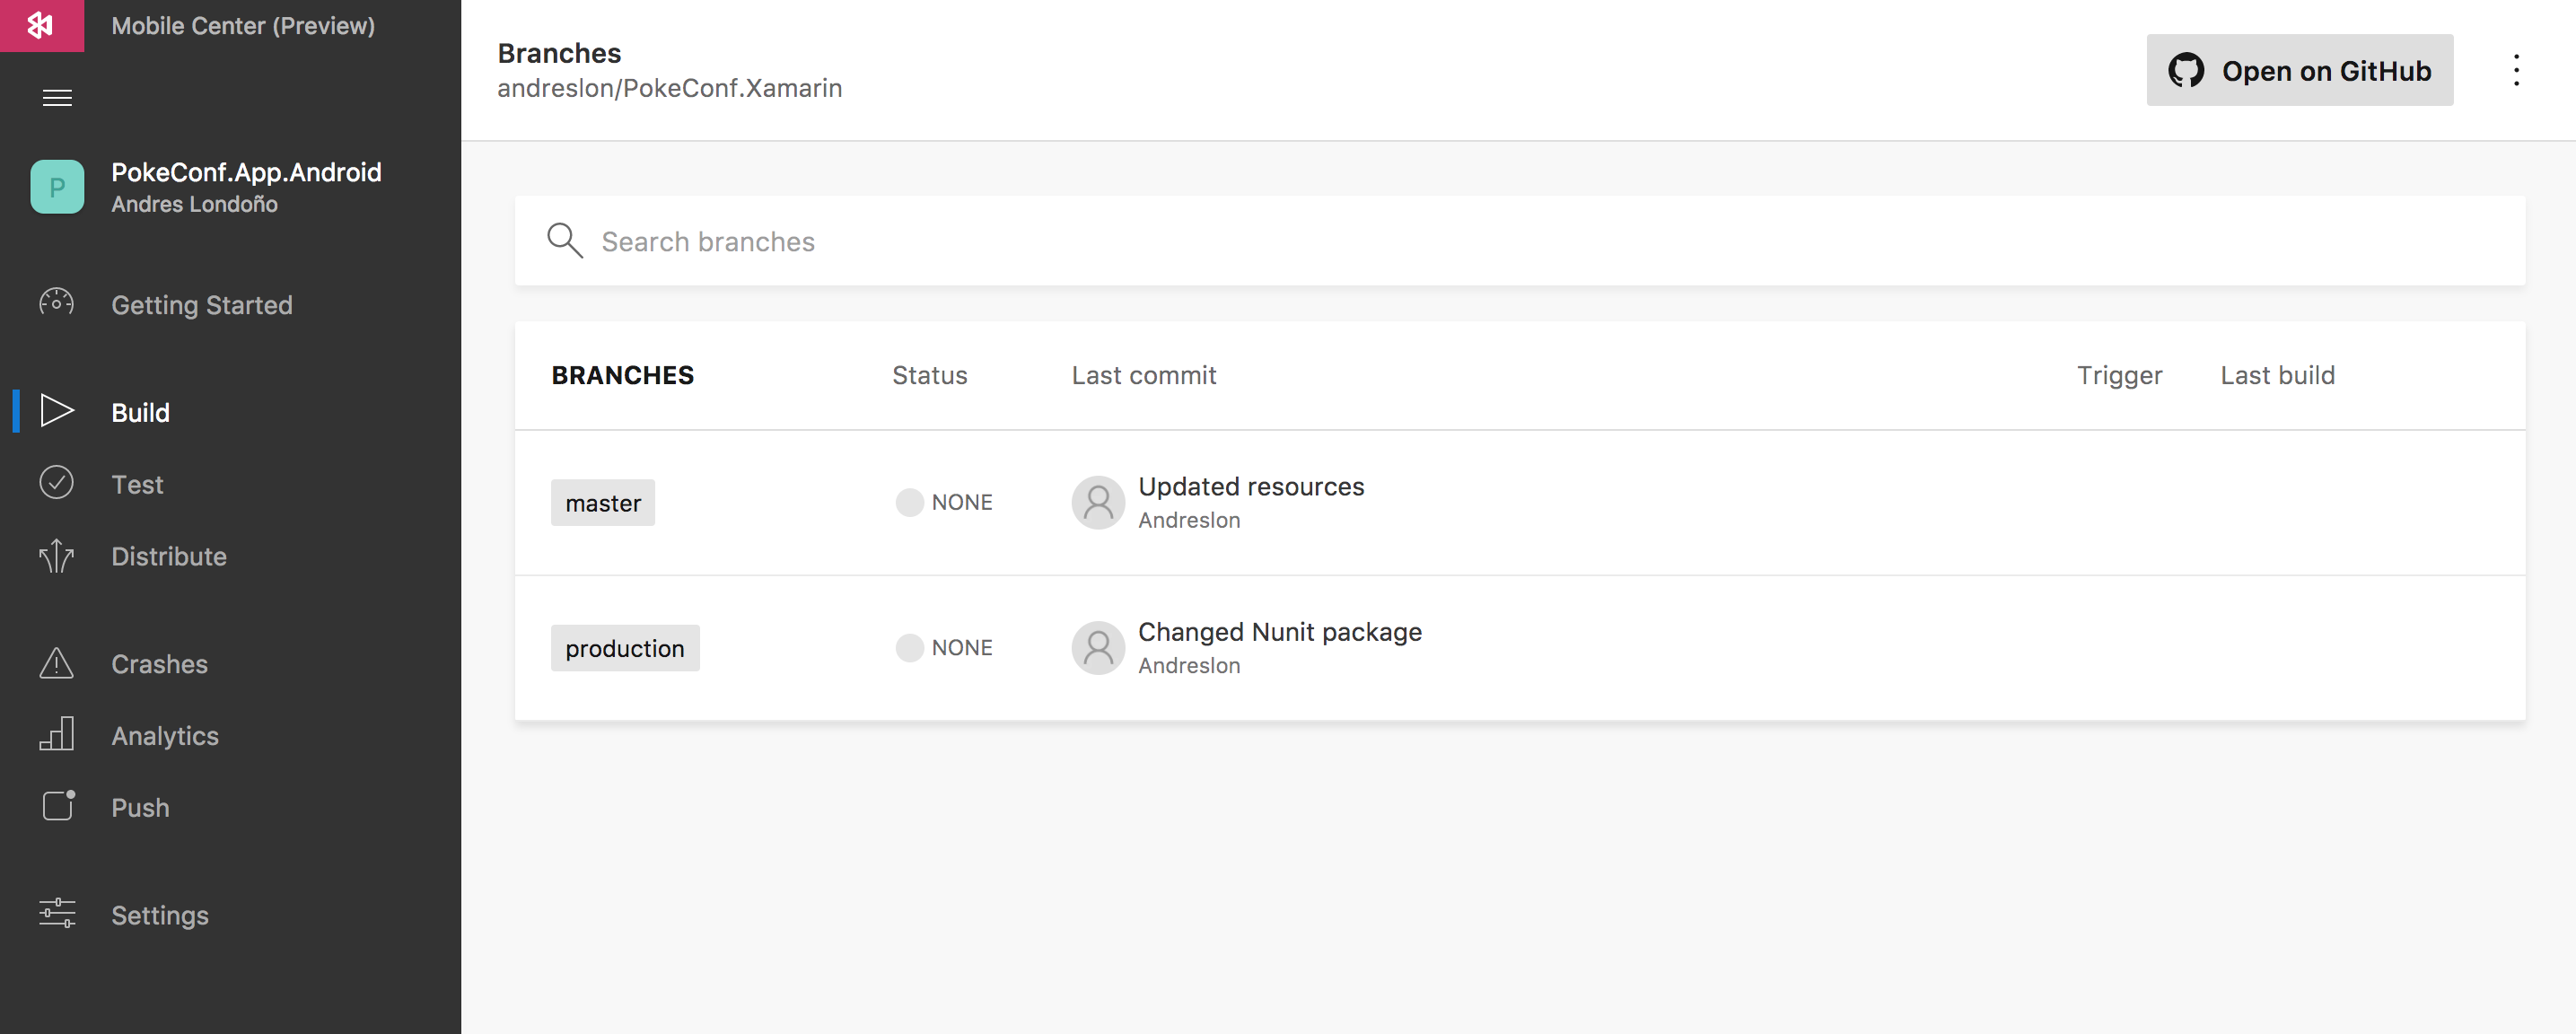 Mobile Center (Preview)
PokeConf.App.Android
Andres Londoño
P
Getting Started
Build
Test
Distribute
Crashes
Analytics
Push
Settings
Branches
andreslon/PokeConf.Xamarin
Open on GitHub
Search branches
BRANCHES Status Last commit Trigger Last build
master NONE Updated resources
Andreslon
production NONE Changed Nunit package
Andreslon